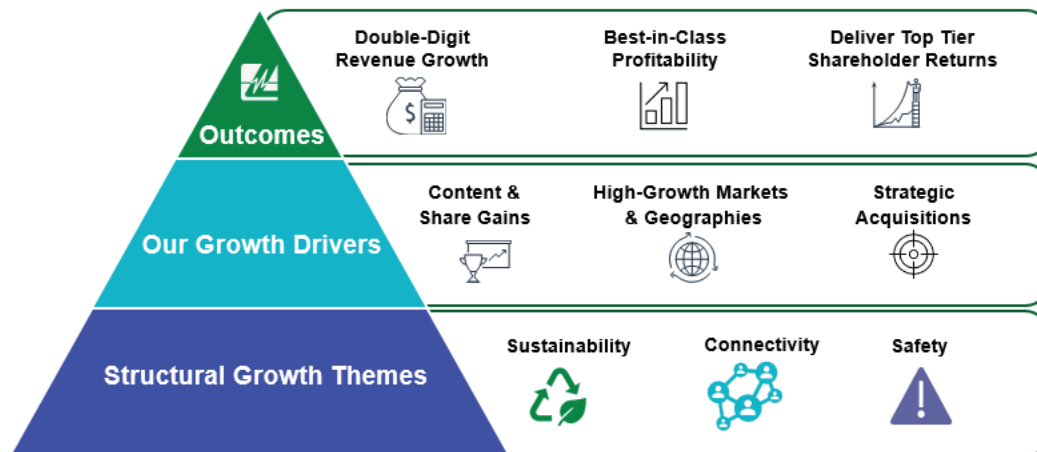 Double-Digit
Revenue Growth
Best-in-Class
Profitability
Deliver Top Tier
Shareholder Returns
$
Outcomes
Content &
Share Gains
High-Growth Markets
& Geographies
Strategic
Acquisitions
Our Growth Drivers
Sustainability
Connectivity
Safety
!
Structural Growth Themes